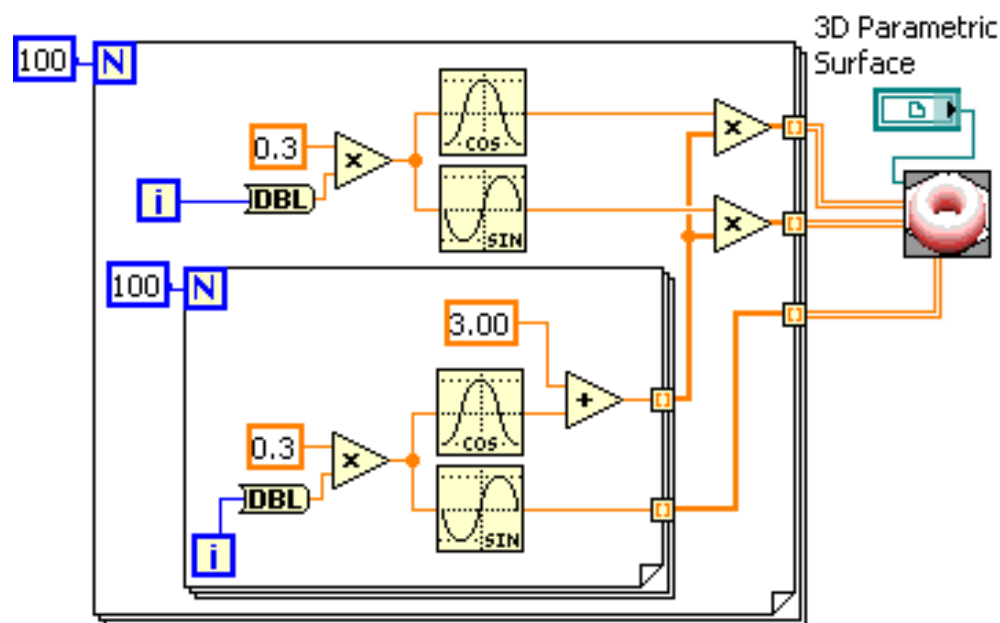 3D Parametric
Surface
100
N
COS
0.3
×
×
i
DBL
SIN
×
100
N
3.00
COS
+
0.3
×
DBL
SIN
i